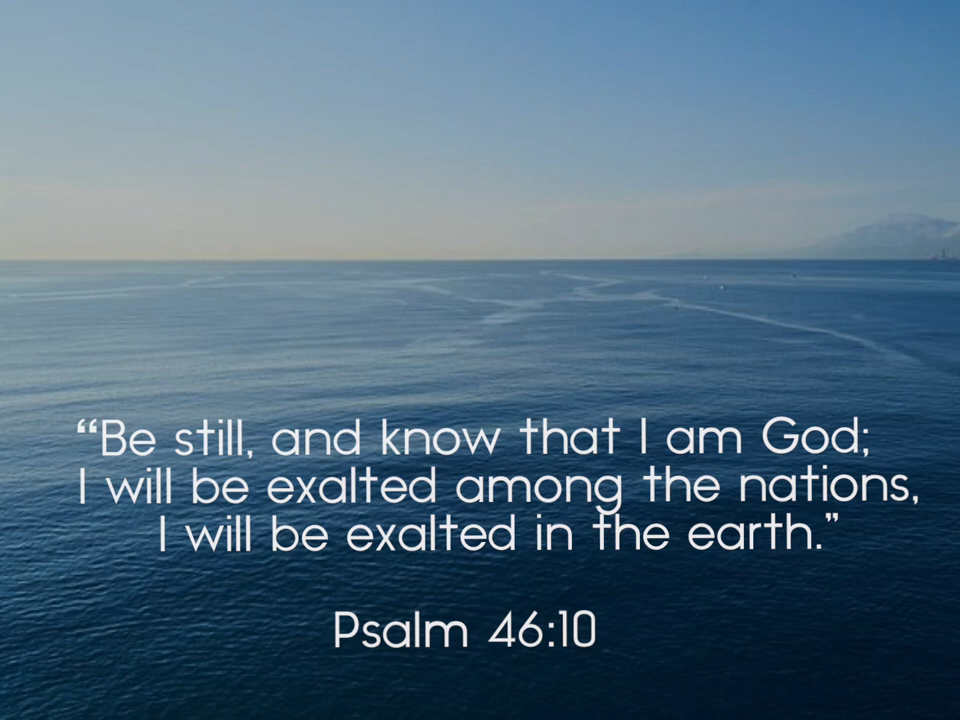 “Be still, and know that I am God;
I will be exalted among the nations,
I will be exalted in the earth.”
Psalm 46:10